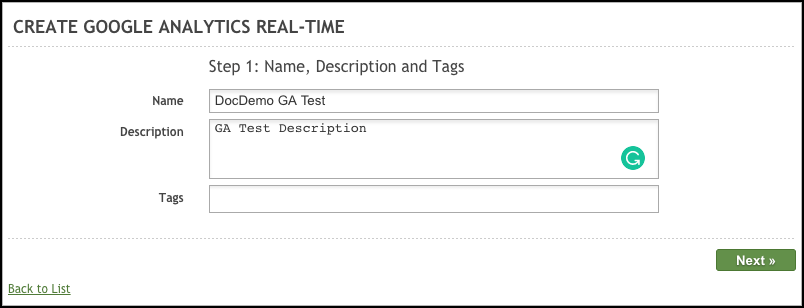 CREATE GOOGLE ANALYTICS REAL-TIME
Step 1: Name, Description and Tags
Name
DocDemo GA Test
Description
GA Test Description
Tags
Next »
Back to List